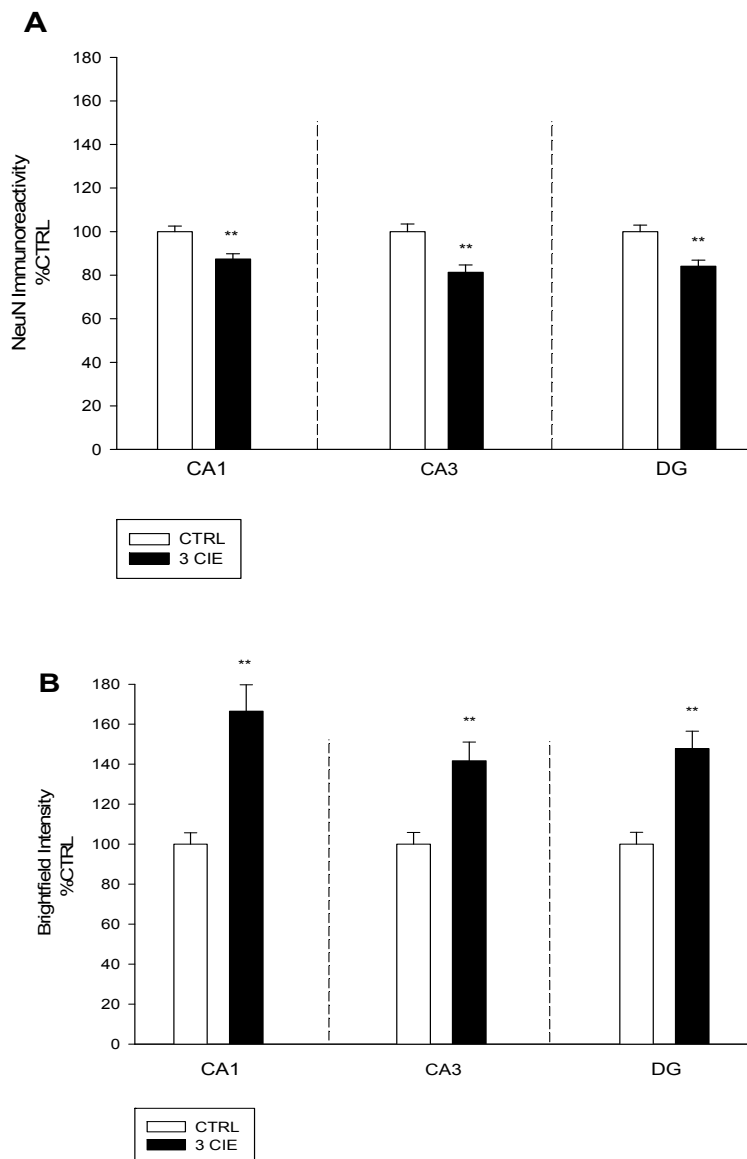 A
180
160
140
120
100
80
60
40
20
0
NeuN Immunoreactivity
%CTRL
**
**
**
CA1
CA3
DG
CTRL
3 CIE
B
180
160
140
120
100
80
60
40
20
0
Brightfield Intensity
%CTRL
**
**
**
CA1
CA3
DG
CTRL
3 CIE